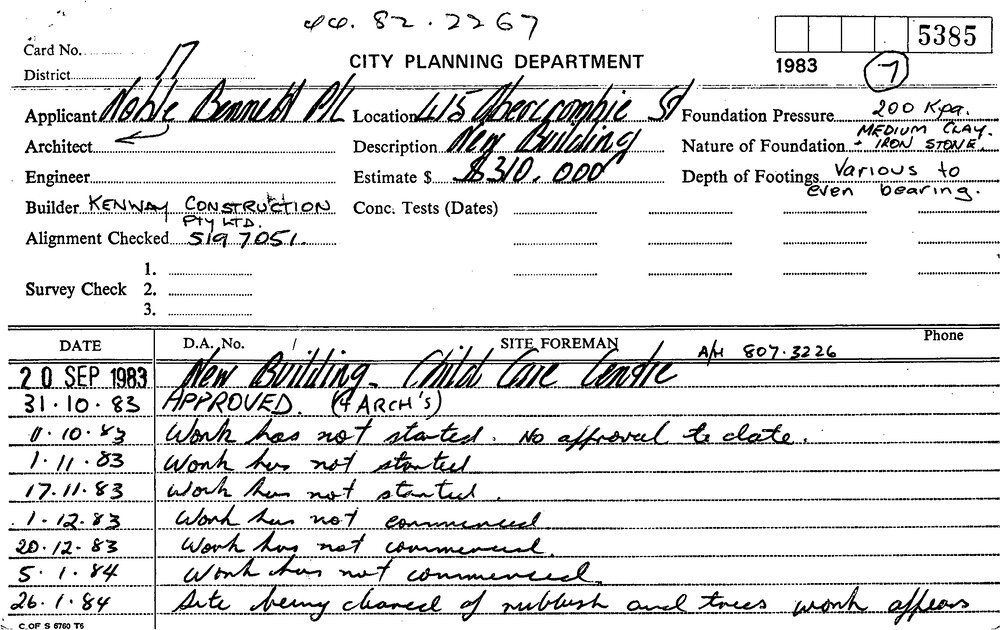 44.82.2267
Card No. 5385
District 17 CITY PLANNING DEPARTMENT 1983 7
Applicant Noble Bennett P/L Location 415 Abercrombie St Foundation Pressure 200 Kpa.
Architect Description New Building Nature of Foundation MEDIUM CLAY + IRON STONE.
Engineer Estimate $ $310,000 Depth of Footings Various to even bearing.
Builder KENWAY CONSTRUCTION PTY LTD. Conc. Tests (Dates)
Alignment Checked 519 7051.
1.
Survey Check 2.
3.
DATE D.A. No. SITE FOREMAN A/H 807.3226 Phone
20 SEP 1983 New Building - Child Care Centre
31.10.83 APPROVED. (4 ARCH'S)
11.10.83 Work has not started. No approval to date.
1.11.83 Work has not started
17.11.83 Work has not started.
1.12.83 Work has not commenced.
20.12.83 Work has not commenced.
5.1.84 Work has not commenced.
26.1.84 Site being cleared of rubbish and trees work appears
C. OF S 6760 T6